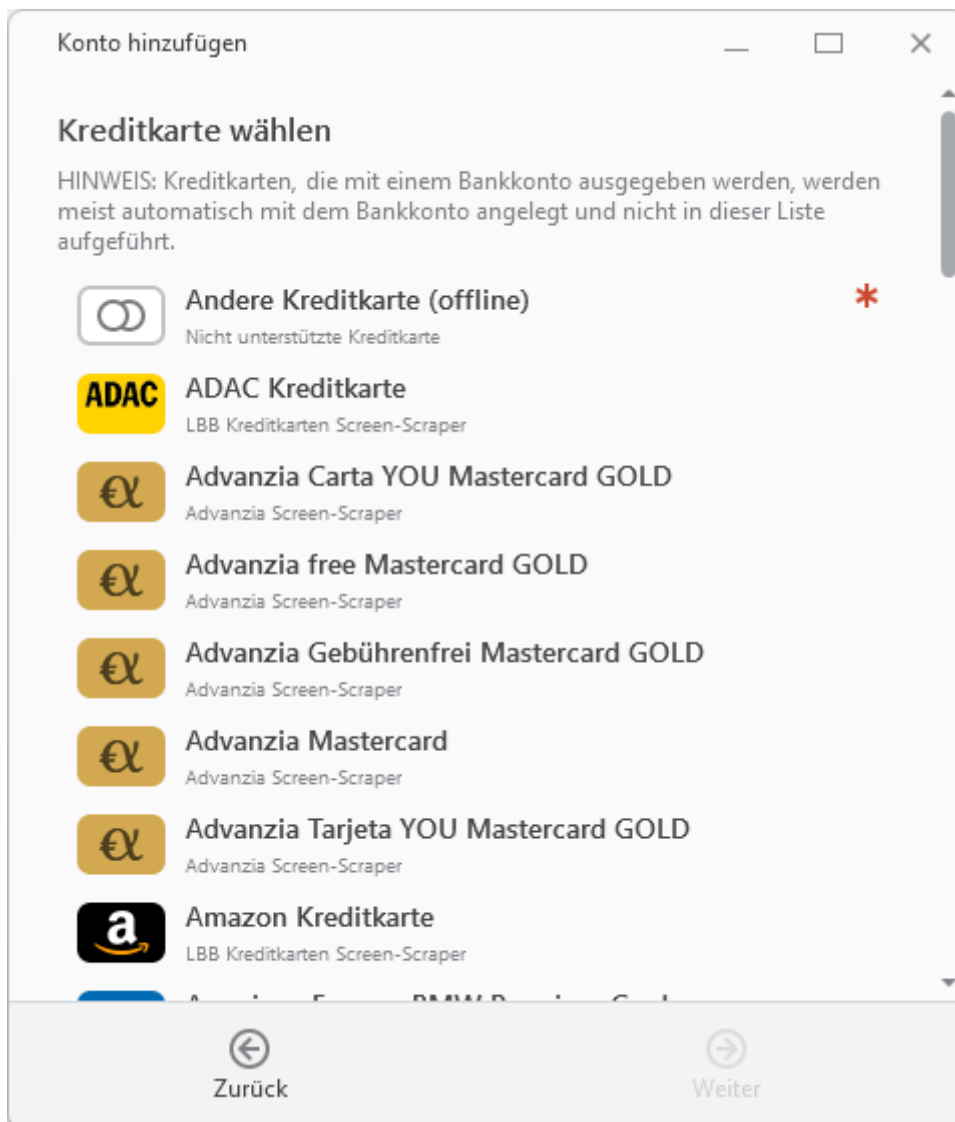 Konto hinzufügen
Kreditkarte wählen
HINWEIS: Kreditkarten, die mit einem Bankkonto ausgegeben werden, werden
meist automatisch mit dem Bankkonto angelegt und nicht in dieser Liste
aufgeführt.
Andere Kreditkarte (offline)
*
Nicht unterstützte Kreditkarte
ADAC
ADAC Kreditkarte
LBB Kreditkarten Screen-Scraper
Advanzia Carta YOU Mastercard GOLD
Advanzia Screen-Scraper
Advanzia free Mastercard GOLD
Advanzia Screen-Scraper
Advanzia Gebührenfrei Mastercard GOLD
Advanzia Screen-Scraper
Advanzia Mastercard
Advanzia Screen-Scraper
Advanzia Tarjeta YOU Mastercard GOLD
Advanzia Screen-Scraper
a
Amazon Kreditkarte
LBB Kreditkarten Screen-Scraper
Zurück
Weiter